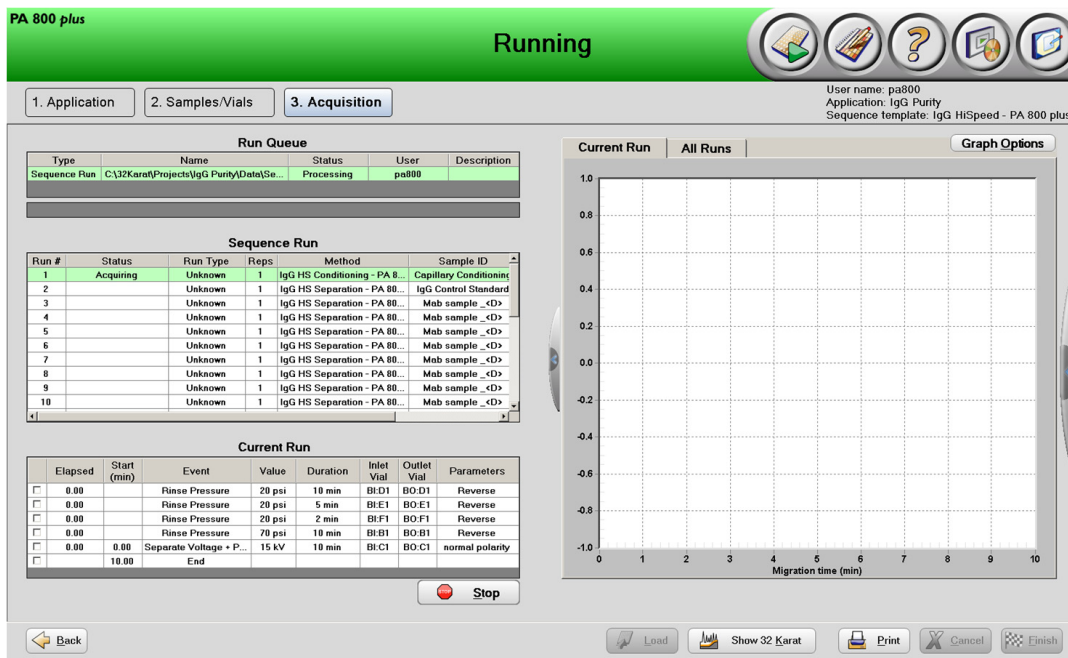 PA 800 plus
Running
1. Application
2. Samples/Vials
3. Acquisition
User name: pa800
Application: IgG Purity
Sequence template: IgG HiSpeed - PA 800 plus
Run Queue
Type Name Status User Description
Sequence Run C:\32Karat\Projects\IgG Purity\Data\Se... Processing pa800
Sequence Run
Run # Status Run Type Reps Method Sample ID
1 Acquiring Unknown 1 IgG HS Conditioning - PA 8... Capillary Conditioning
2 Unknown 1 IgG HS Separation - PA 80... IgG Control Standard
3 Unknown 1 IgG HS Separation - PA 80... Mab sample _<D>
4 Unknown 1 IgG HS Separation - PA 80... Mab sample _<D>
5 Unknown 1 IgG HS Separation - PA 80... Mab sample _<D>
6 Unknown 1 IgG HS Separation - PA 80... Mab sample _<D>
7 Unknown 1 IgG HS Separation - PA 80... Mab sample _<D>
8 Unknown 1 IgG HS Separation - PA 80... Mab sample _<D>
9 Unknown 1 IgG HS Separation - PA 80... Mab sample _<D>
10 Unknown 1 IgG HS Separation - PA 80... Mab sample _<D>
Current Run
Elapsed Start (min) Event Value Duration Inlet Vial Outlet Vial Parameters
0.00 Rinse Pressure 20 psi 10 min BI:D1 BO:D1 Reverse
0.00 Rinse Pressure 20 psi 5 min BI:E1 BO:E1 Reverse
0.00 Rinse Pressure 20 psi 2 min BI:F1 BO:F1 Reverse
0.00 Rinse Pressure 70 psi 10 min BI:B1 BO:B1 Reverse
0.00 0.00 Separate Voltage + P... 15 kV 10 min BI:C1 BO:C1 normal polarity
10.00 End
STOP Stop
Current Run
All Runs
Graph Options
1.0
0.8
0.6
0.4
0.2
0.0
-0.2
-0.4
-0.6
-0.8
-1.0
0 1 2 3 4 5 6 7 8 9 10
Migration time (min)
Back
Load
Show 32 Karat
Print
Cancel
Finish